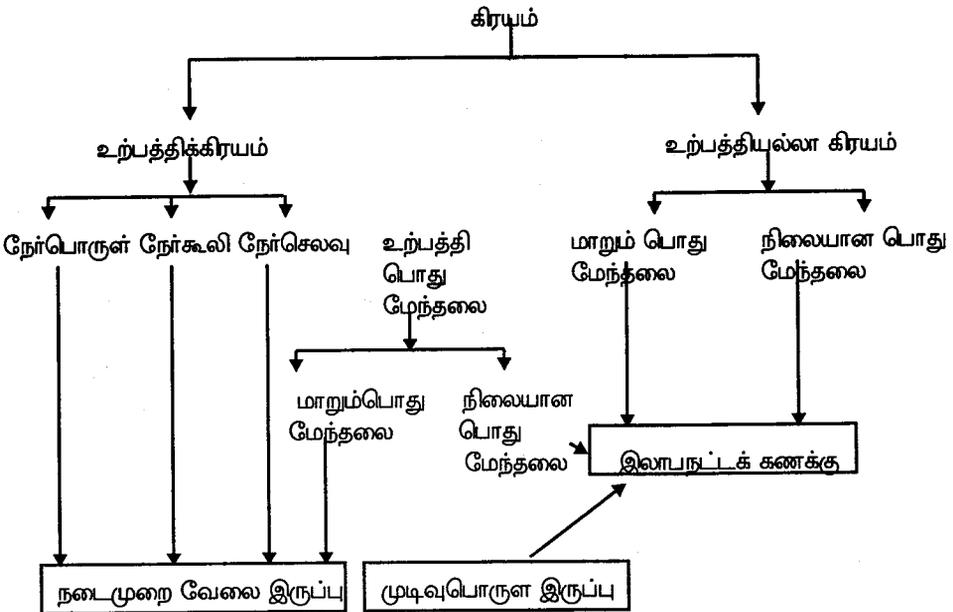 கிரயம்
உற்பத்திக்கிரயம்
உற்பத்தியுல்லா கிரயம்
நேர்பொருள் நேர்கூலி நேர்செலவு
உற்பத்தி
பொது
மேந்தலை
மாறும் பொது
மேந்தலை
நிலையான பொது
மேந்தலை
மாறும்பொது
மேந்தலை
நிலையான
பொது
மேந்தலை
இலாபநட்டக் கணக்கு
நடைமுறை வேலை இருப்பு
முடிவுபொருள இருப்பு